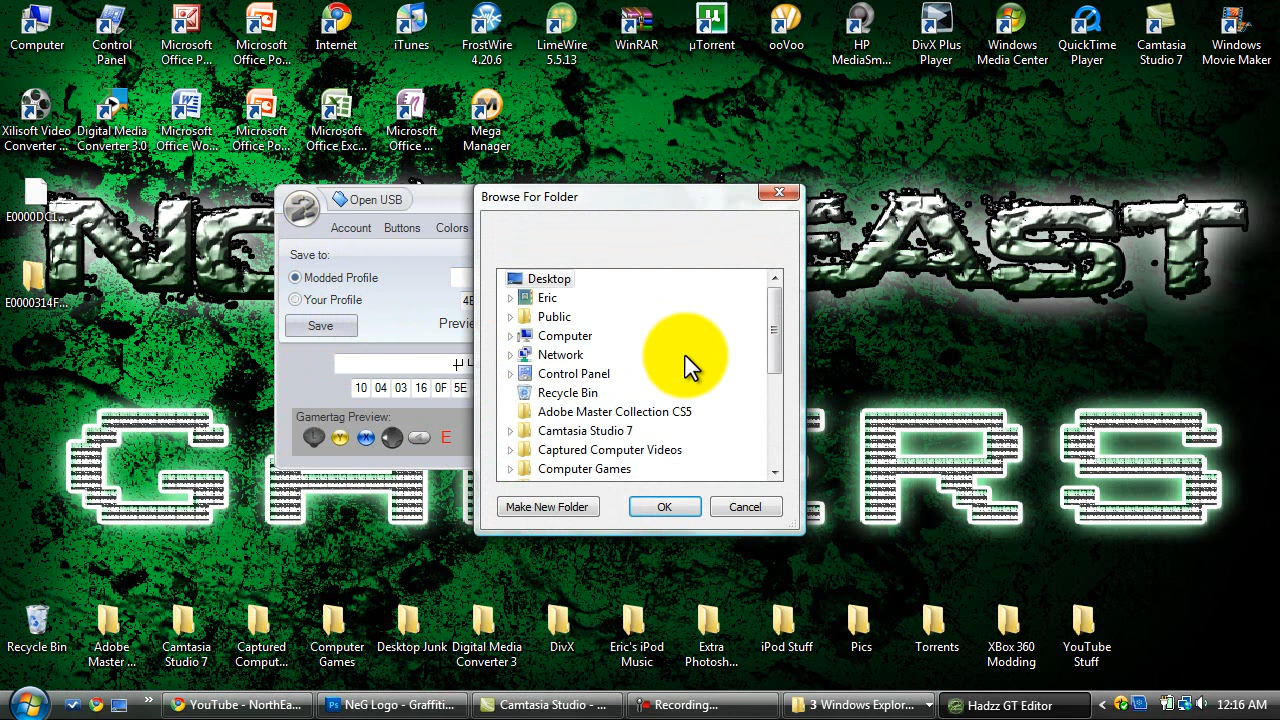 Computer
Control Panel
Microsoft Office P...
Microsoft Office Po...
Internet
iTunes
FrostWire 4.20.6
LimeWire 5.5.13
WinRAR
µTorrent
ooVoo
HP MediaSm...
DivX Plus Player
Windows Media Center
QuickTime Player
Camtasia Studio 7
Windows Movie Maker
Xilisoft Video Converter ...
Digital Media Converter 3.0
Microsoft Office Wo...
Microsoft Office Po...
Microsoft Office Exc...
Microsoft Office ...
Mega Manager
E0000DC1...
E0000314F...
Open USB
Account Buttons Colors
Save to:
Modded Profile
Your Profile
4E
Save
Previe
10 04 03 16 0F 5E
Gamertag Preview:
Y X E
Browse For Folder
Desktop
Eric
Public
Computer
Network
Control Panel
Recycle Bin
Adobe Master Collection CS5
Camtasia Studio 7
Captured Computer Videos
Computer Games
Make New Folder OK Cancel
Recycle Bin
Adobe Master ...
Camtasia Studio 7
Captured Comput...
Computer Games
Desktop Junk
Digital Media Converter 3
DivX
Eric's iPod Music
Extra Photosh...
iPod Stuff
Pics
Torrents
XBox 360 Modding
YouTube Stuff
YouTube - NorthEa...
NeG Logo - Graffiti...
Camtasia Studio - ...
Recording...
3 Windows Explor...
Hadzz GT Editor
12:16 AM